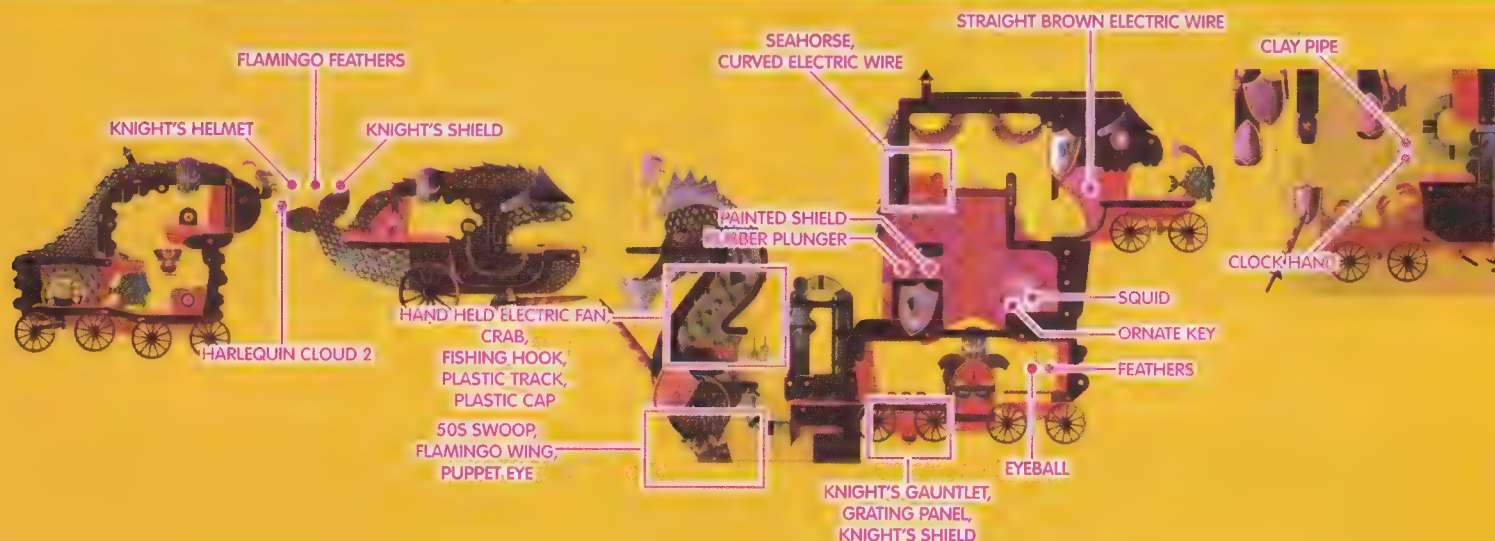 STRAIGHT BROWN ELECTRIC WIRE
SEAHORSE,
CURVED ELECTRIC WIRE
CLAY PIPE
FLAMINGO FEATHERS
KNIGHT'S HELMET
KNIGHT'S SHIELD
PAINTED SHIELD
PLUNGER
CLOCK HAND
SQUID
ORNATE KEY
FEATHERS
HAND HELD ELECTRIC FAN,
CRAB,
FISHING HOOK,
PLASTIC TRACK,
PLASTIC CAP
HARLEQUIN CLOUD 2
50S SWOOP,
FLAMINGO WING,
PUPPET EYE
EYEBALL
KNIGHT'S GAUNTLET,
GRATING PANEL,
KNIGHT'S SHIELD